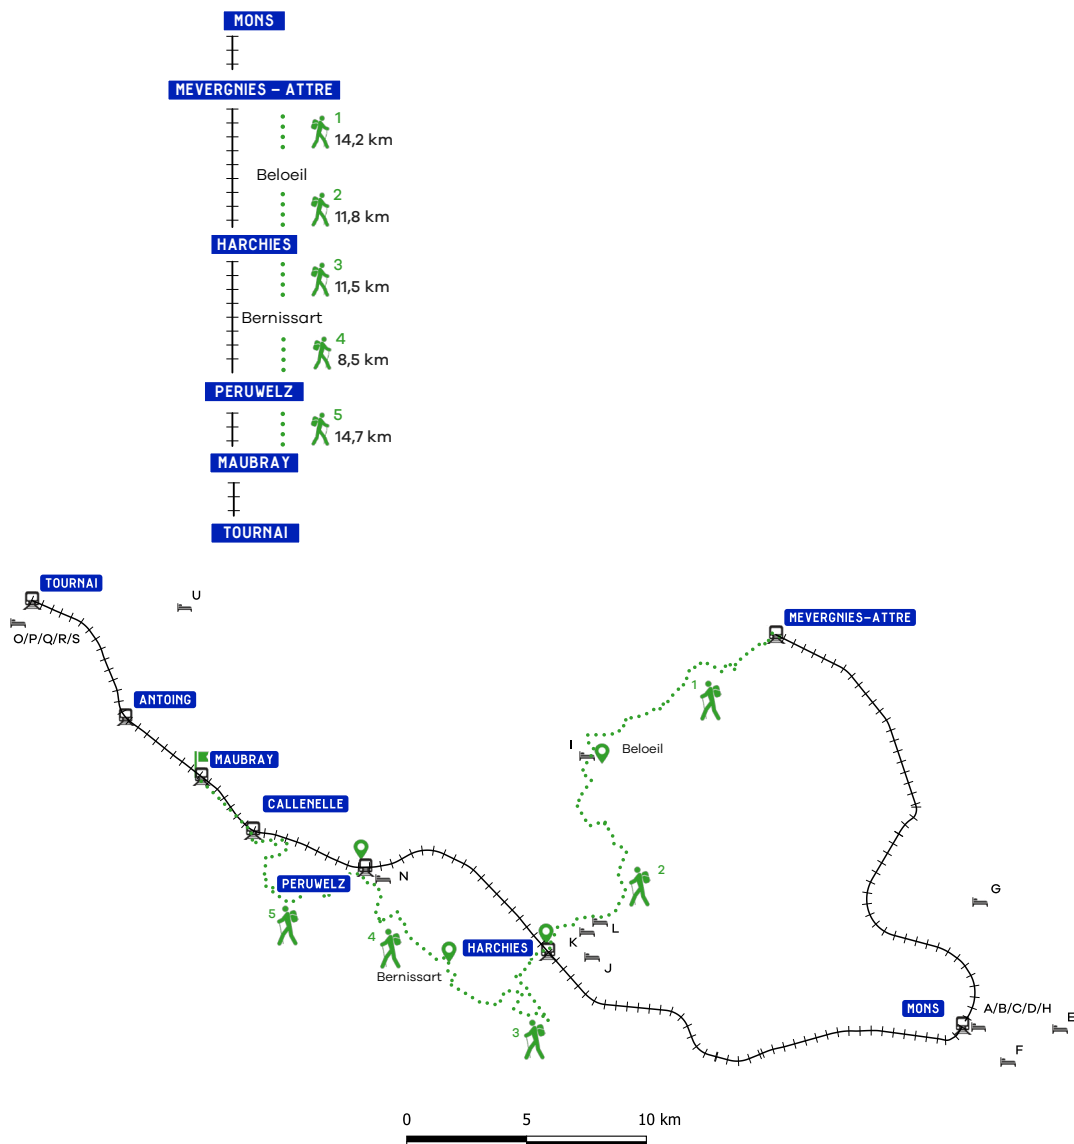 MONS
MEVERGNIES - ATTRE
1
14,2 km
Beloeil
2
11,8 km
HARCHIES
3
11,5 km
Bernissart
4
8,5 km
PERUWELZ
5
14,7 km
MAUBRAY
TOURNAI
TOURNAI
U
O/P/Q/R/S
MEVERGNIES-ATTRE
1
ANTOING
I
Beloeil
MAUBRAY
CALLENELLE
2
PERUWELZ
N
G
5
4
L
K
HARCHIES
J
Bernissart
MONS
A/B/C/D/H
E
3
F
0
5
10 km